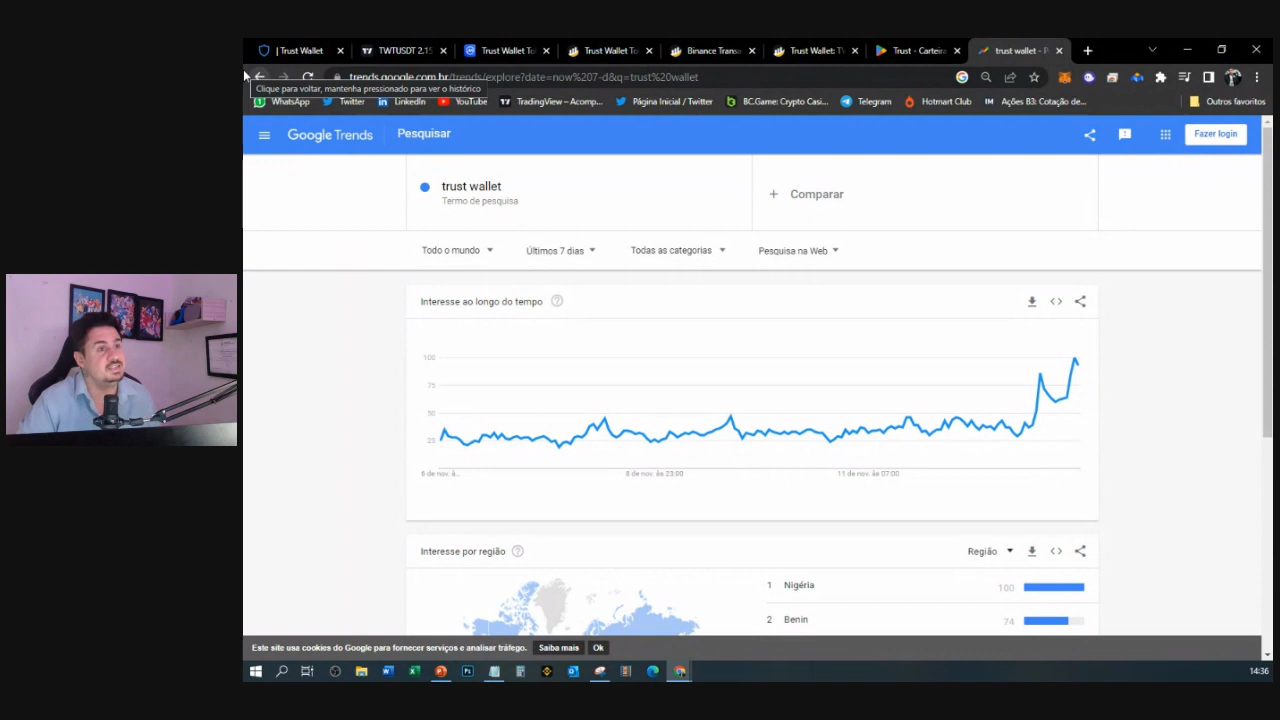 | Trust Wallet
TWTUSDT 2.15
Trust Wallet To
Trust Wallet To
Binance Transa
Trust Wallet: TV
Trust - Carteira
trust wallet - P
trends.google.com.br/trends/explore?date=now%207-d&q=trust%20wallet
Clique para voltar, mantenha pressionado para ver o histórico
WhatsApp
Twitter
LinkedIn
YouTube
TradingView – Acomp...
Página Inicial / Twitter
BC.Game: Crypto Casi...
Telegram
Hotmart Club
IM
Ações B3: Cotação de...
Outros favoritos
Google Trends
Pesquisar
Fazer login
trust wallet
Termo de pesquisa
+ Comparar
Todo o mundo
Últimos 7 dias
Todas as categorias
Pesquisa na Web
Interesse ao longo do tempo
100
75
50
25
6 de nov. à...
8 de nov. às 23:00
11 de nov. às 07:00
Interesse por região
Região
1 Nigéria 100
2 Benin 74
Este site usa cookies do Google para fornecer serviços e analisar tráfego.
Saiba mais
Ok
14:36